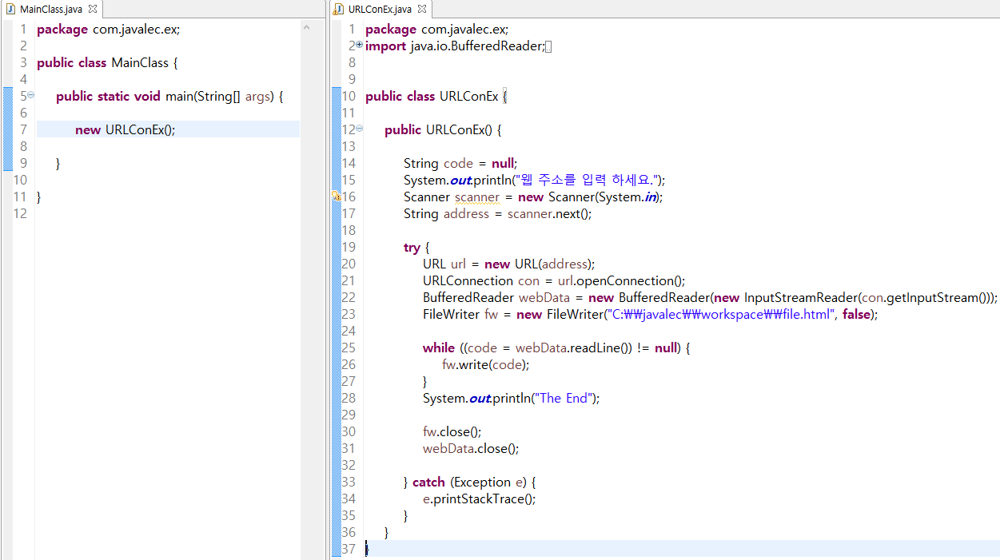 MainClass.java
1 package com.javalec.ex;
2
3 public class MainClass {
4
5 public static void main(String[] args) {
6
7 new URLConEx();
8
9 }
10
11 }
12
URLConEx.java
1 package com.javalec.ex;
2 import java.io.BufferedReader;
8
9
10 public class URLConEx {
11
12 public URLConEx() {
13
14 String code = null;
15 System.out.println("웹 주소를 입력 하세요.");
16 Scanner scanner = new Scanner(System.in);
17 String address = scanner.next();
18
19 try {
20 URL url = new URL(address);
21 URLConnection con = url.openConnection();
22 BufferedReader webData = new BufferedReader(new InputStreamReader(con.getInputStream()));
23 FileWriter fw = new FileWriter("C:₩₩javalec₩₩workspace₩₩file.html", false);
24
25 while ((code = webData.readLine()) != null) {
26 fw.write(code);
27 }
28 System.out.println("The End");
29
30 fw.close();
31 webData.close();
32
33 } catch (Exception e) {
34 e.printStackTrace();
35 }
36 }
37 }